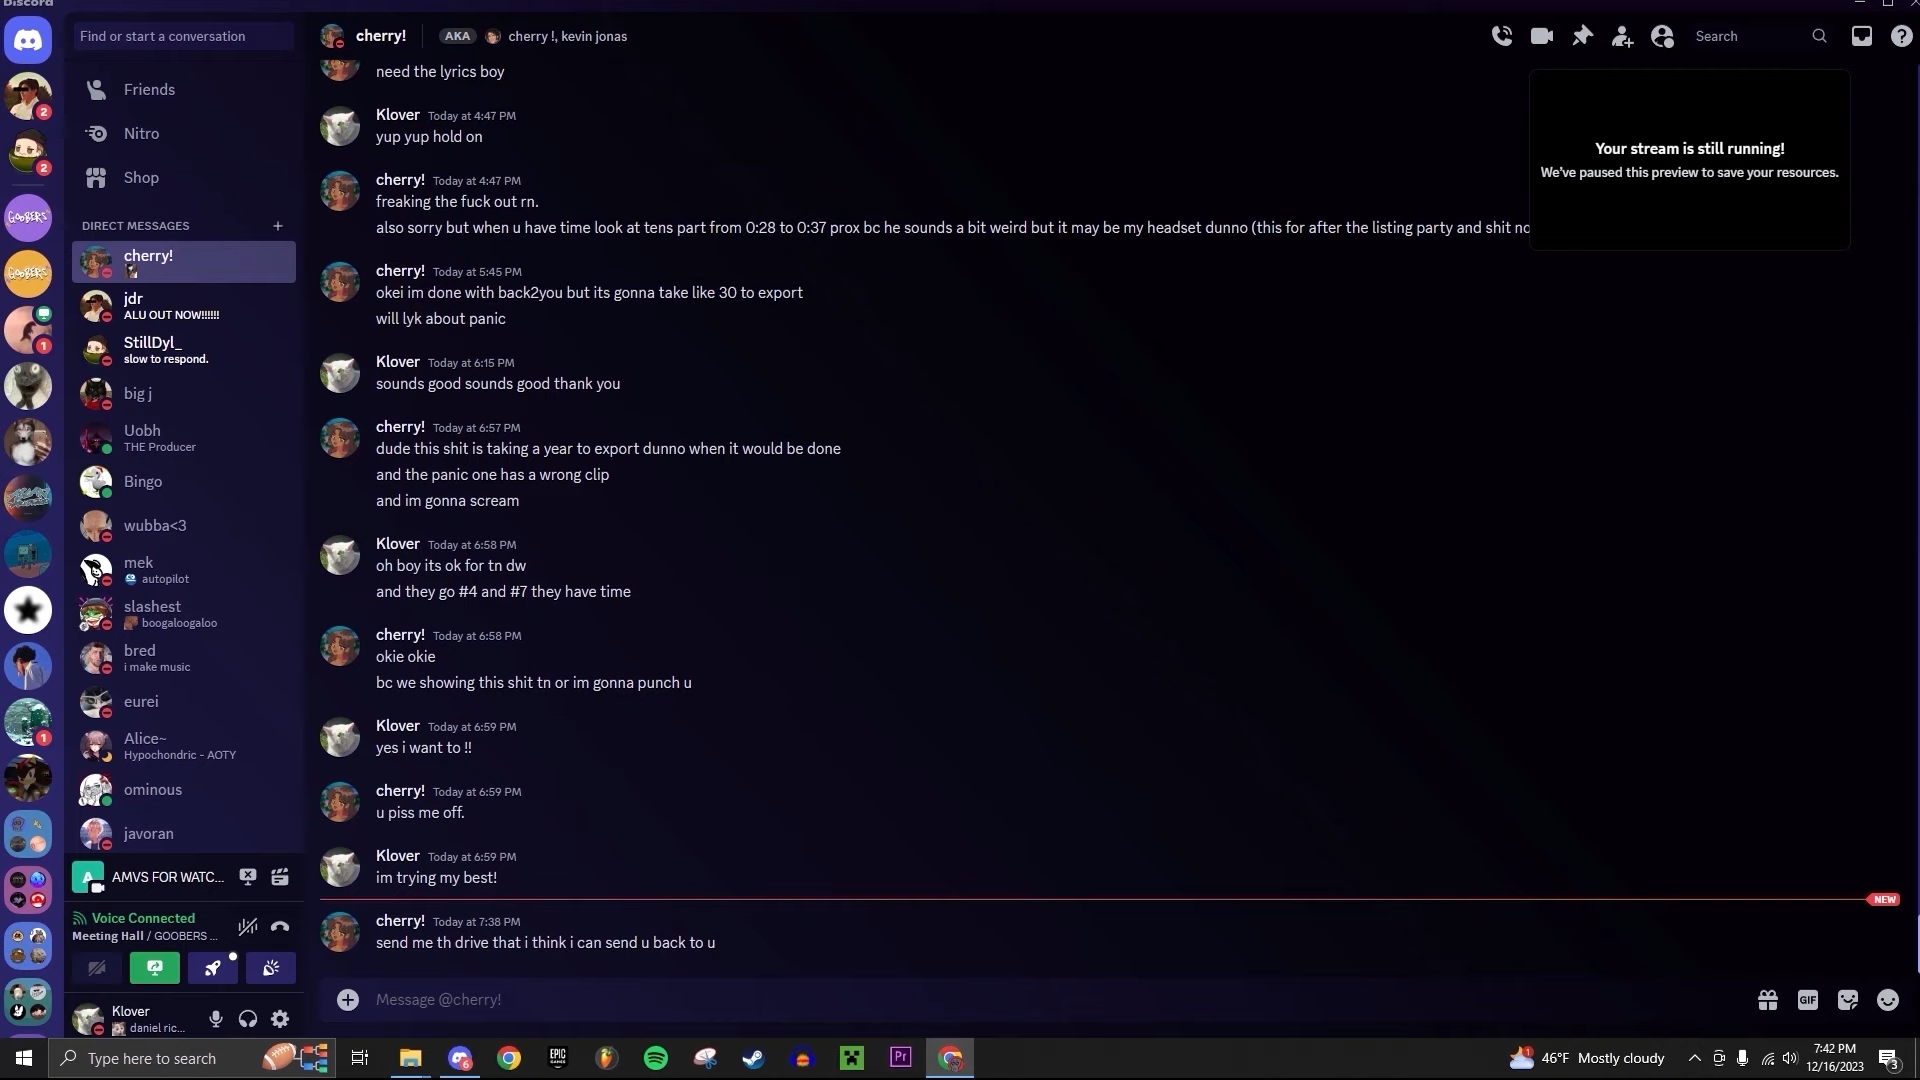 Discord
Find or start a conversation
cherry!
AKA
cherry !, kevin jonas
Search
Friends
Nitro
Shop
DIRECT MESSAGES
cherry!
jdr
ALU OUT NOW!!!!!!
StillDyl_
slow to respond.
big j
Uobh
THE Producer
Bingo
wubba<3
mek
autopilot
slashest
boogaloogaloo
bred
i make music
eurei
Alice~
Hypochondric - AOTY
ominous
javoran
AMVS FOR WATC...
Voice Connected
Meeting Hall / GOOBERS ...
Klover
daniel ric...
2
2
GOOBERS
GOOBERS
1
1
need the lyrics boy
Klover Today at 4:47 PM
yup yup hold on
cherry! Today at 4:47 PM
freaking the fuck out rn.
also sorry but when u have time look at tens part from 0:28 to 0:37 prox bc he sounds a bit weird but it may be my headset dunno (this for after the listing party and shit no
cherry! Today at 5:45 PM
okei im done with back2you but its gonna take like 30 to export
will lyk about panic
Klover Today at 6:15 PM
sounds good sounds good thank you
cherry! Today at 6:57 PM
dude this shit is taking a year to export dunno when it would be done
and the panic one has a wrong clip
and im gonna scream
Klover Today at 6:58 PM
oh boy its ok for tn dw
and they go #4 and #7 they have time
cherry! Today at 6:58 PM
okie okie
bc we showing this shit tn or im gonna punch u
Klover Today at 6:59 PM
yes i want to !!
cherry! Today at 6:59 PM
u piss me off.
Klover Today at 6:59 PM
im trying my best!
NEW
cherry! Today at 7:38 PM
send me th drive that i think i can send u back to u
Message @cherry!
GIF
Your stream is still running!
We've paused this preview to save your resources.
Type here to search
6
EPIC GAMES
Pr
1
46°F Mostly cloudy
7:42 PM
12/16/2023
3